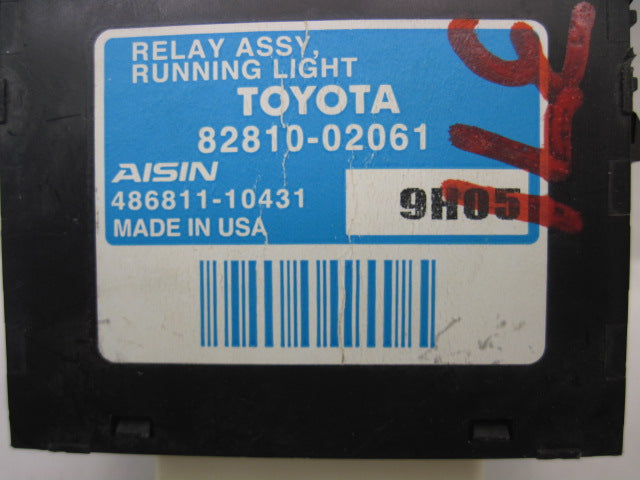 RELAY ASSY,
RUNNING LIGHT
TOYOTA
82810-02061
AISIN
486811-10431
9H05
MADE IN USA